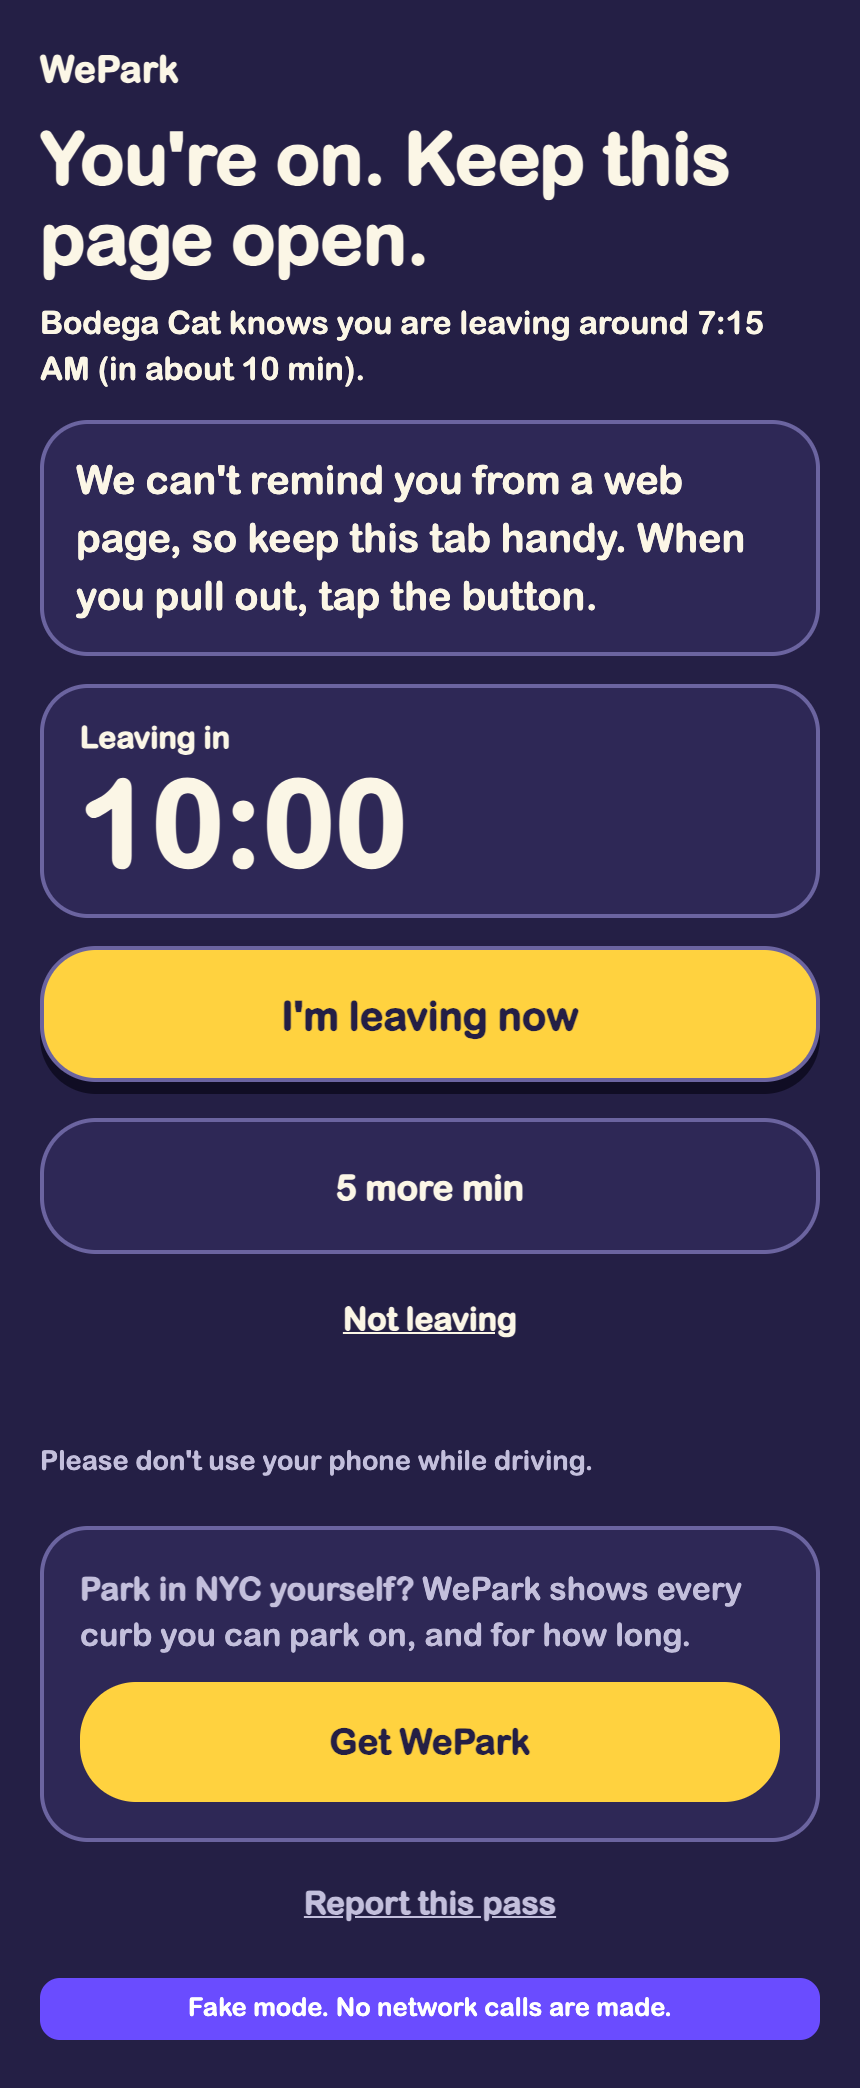 WePark
You're on. Keep this
page open.
Bodega Cat knows you are leaving around 7:15
AM (in about 10 min).
We can't remind you from a web
page, so keep this tab handy. When
you pull out, tap the button.
Leaving in
10:00
I'm leaving now
5 more min
Not leaving
Please don't use your phone while driving.
Park in NYC yourself? WePark shows every
curb you can park on, and for how long.
Get WePark
Report this pass
Fake mode. No network calls are made.